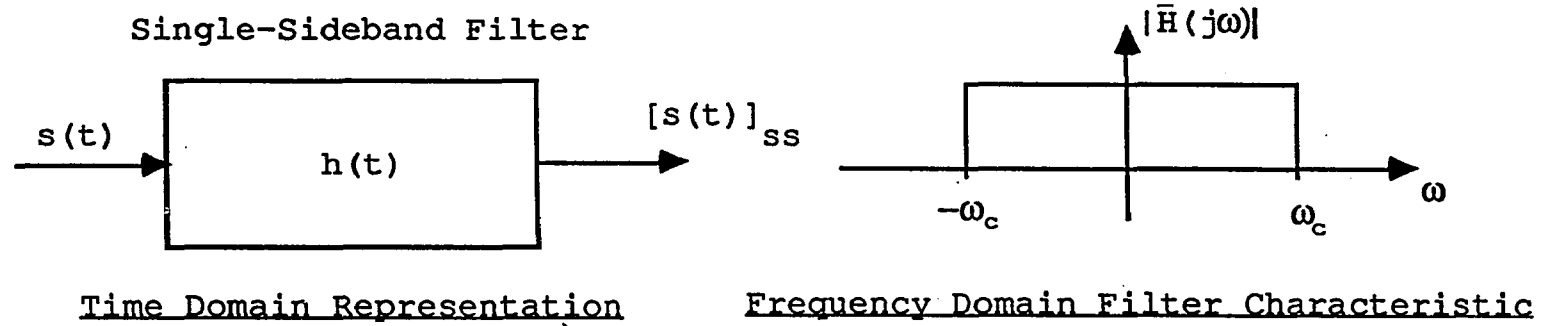 Single-Sideband Filter
|H̅(jω)|
s(t)
h(t)
[s(t)]ss
-ωc
ωc
ω
Time Domain Representation
Frequency Domain Filter Characteristic